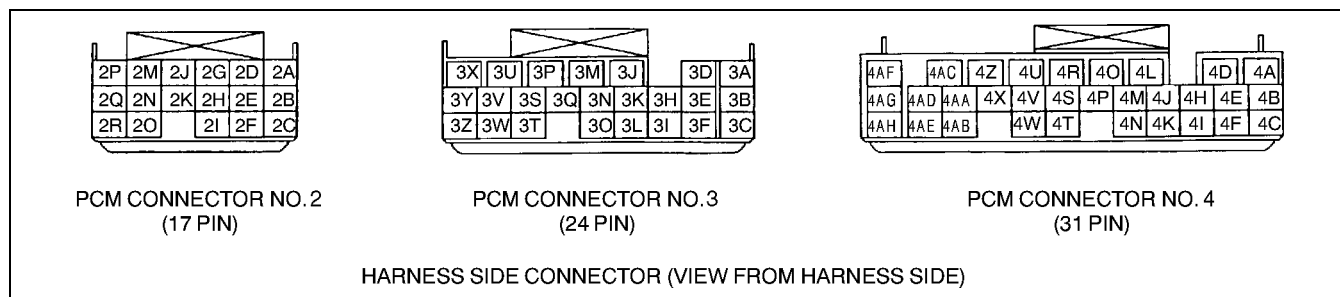 2P 2M 2J 2G 2D 2A
2Q 2N 2K 2H 2E 2B
2R 2O 2I 2F 2C
PCM CONNECTOR NO. 2
(17 PIN)
3X 3U 3P 3M 3J 3D 3A
3Y 3V 3S 3Q 3N 3K 3H 3E 3B
3Z 3W 3T 3O 3L 3I 3F 3C
PCM CONNECTOR NO. 3
(24 PIN)
4AF 4AC 4Z 4U 4R 4O 4L 4D 4A
4AG 4AD 4AA 4X 4V 4S 4P 4M 4J 4H 4E 4B
4AH 4AE 4AB 4W 4T 4N 4K 4I 4F 4C
PCM CONNECTOR NO. 4
(31 PIN)
HARNESS SIDE CONNECTOR (VIEW FROM HARNESS SIDE)